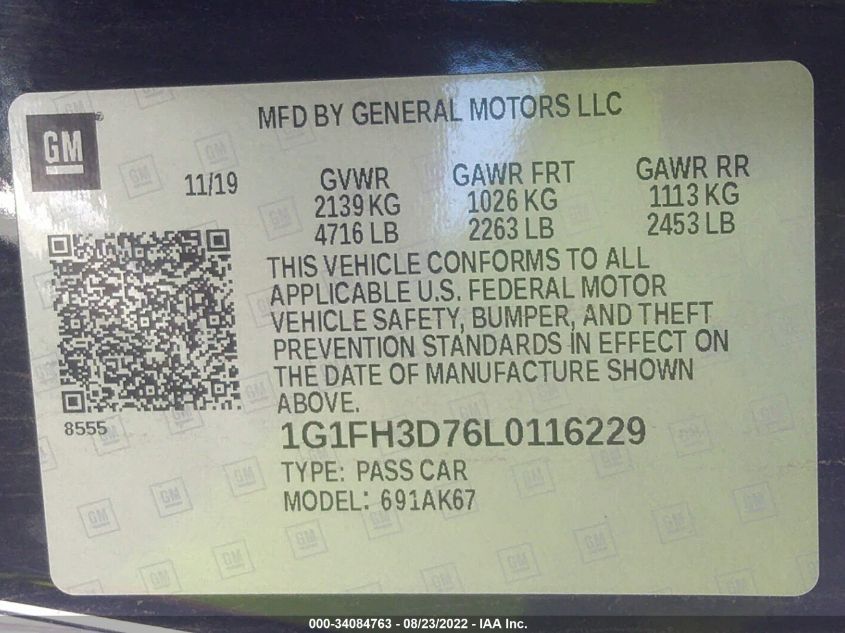 MFD BY GENERAL MOTORS LLC
GM
11/19
GVWR GAWR FRT GAWR RR
2139 KG 1026 KG 1113 KG
4716 LB 2263 LB 2453 LB
THIS VEHICLE CONFORMS TO ALL
APPLICABLE U.S. FEDERAL MOTOR
VEHICLE SAFETY, BUMPER, AND THEFT
PREVENTION STANDARDS IN EFFECT ON
THE DATE OF MANUFACTURE SHOWN
ABOVE.
8555
1G1FH3D76L0116229
TYPE: PASS CAR
MODEL: 691AK67
000-34084763 - 08/23/2022 - IAA Inc.